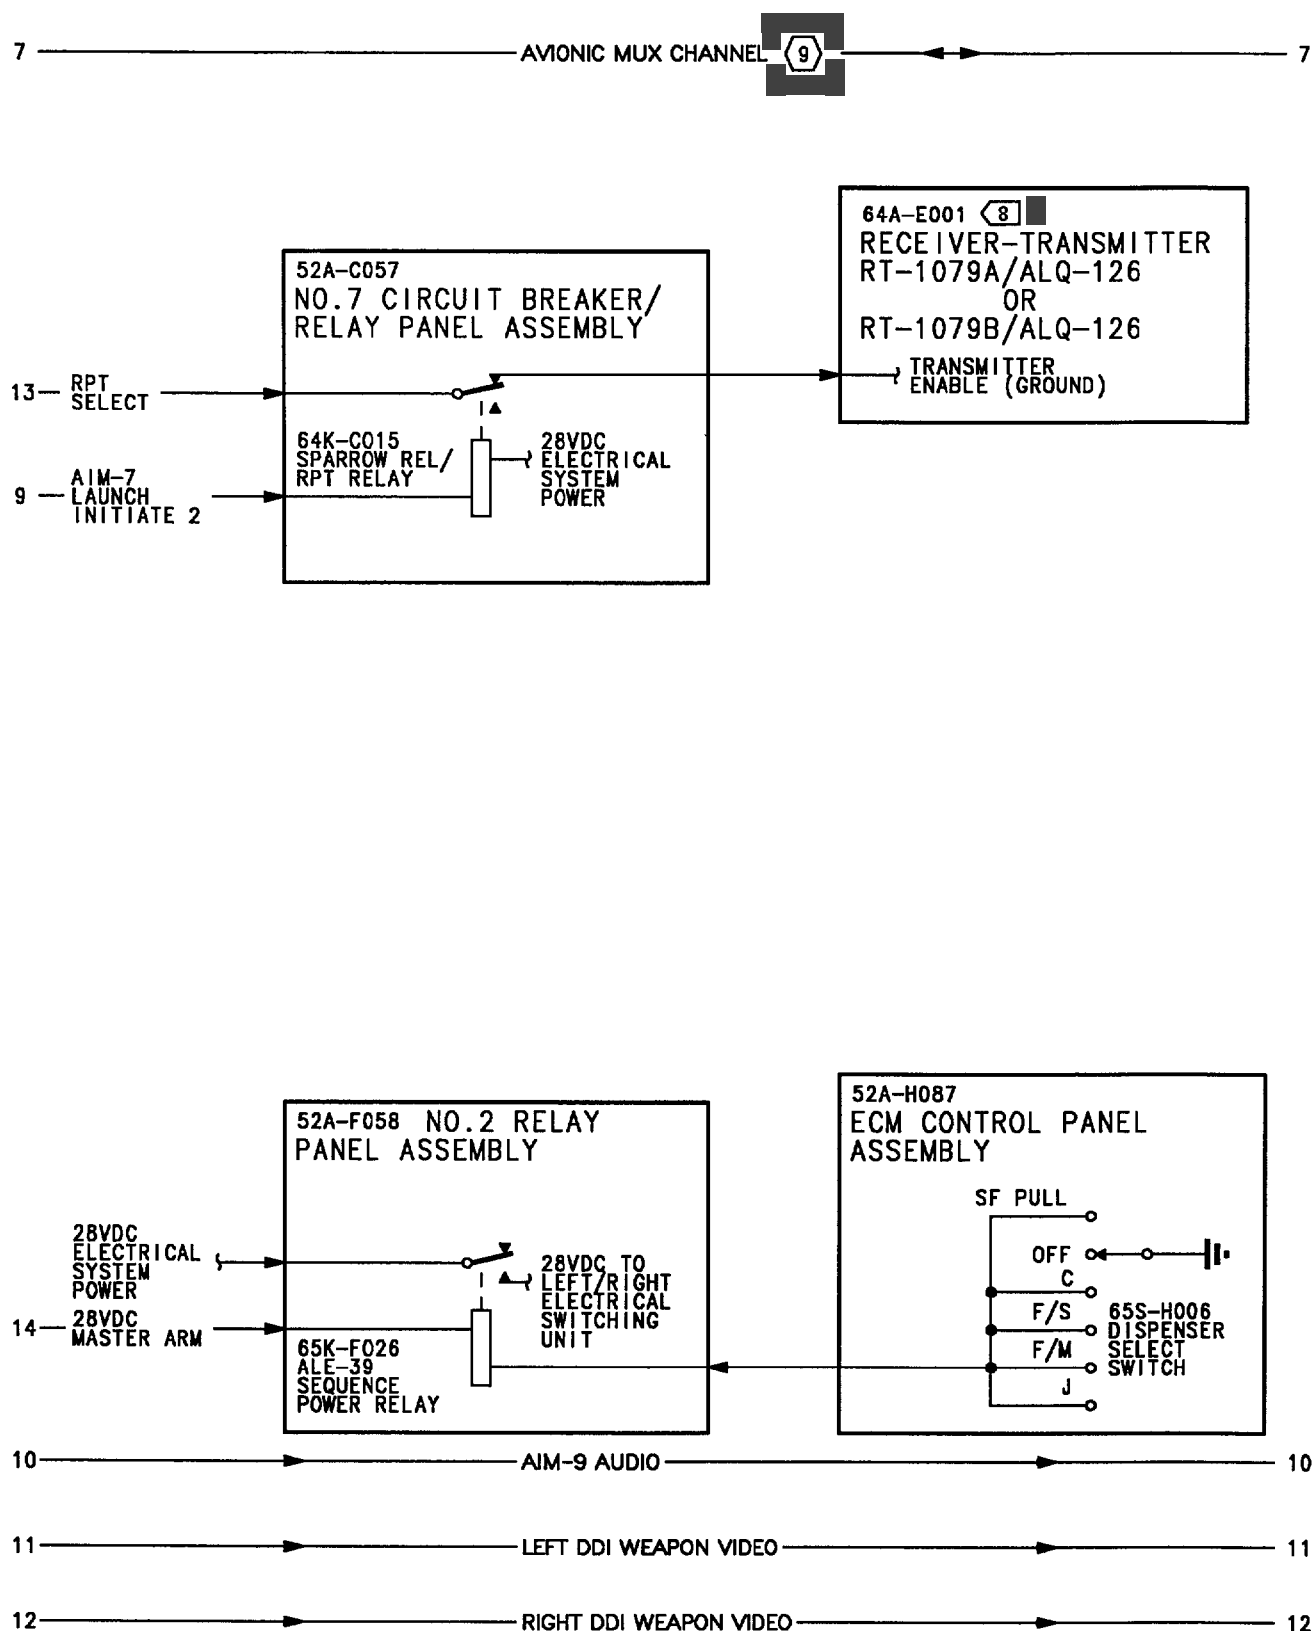 7 AVIONIC MUX CHANNEL 9 7
64A-E001 8
RECEIVER-TRANSMITTER
RT-1079A/ALQ-126
OR
RT-1079B/ALQ-126
TRANSMITTER
ENABLE (GROUND)
52A-C057
NO.7 CIRCUIT BREAKER/
RELAY PANEL ASSEMBLY
13 RPT
SELECT
64K-C015
SPARROW REL/
RPT RELAY
28VDC
ELECTRICAL
SYSTEM
POWER
9 AIM-7
LAUNCH
INITIATE 2
52A-F058 NO.2 RELAY
PANEL ASSEMBLY
28VDC
ELECTRICAL
SYSTEM
POWER
14 28VDC
MASTER ARM
28VDC TO
LEFT/RIGHT
ELECTRICAL
SWITCHING
UNIT
65K-F026
ALE-39
SEQUENCE
POWER RELAY
52A-H087
ECM CONTROL PANEL
ASSEMBLY
SF PULL
OFF
C
F/S
F/M
J
65S-H006
DISPENSER
SELECT
SWITCH
10 AIM-9 AUDIO 10
11 LEFT DDI WEAPON VIDEO 11
12 RIGHT DDI WEAPON VIDEO 12